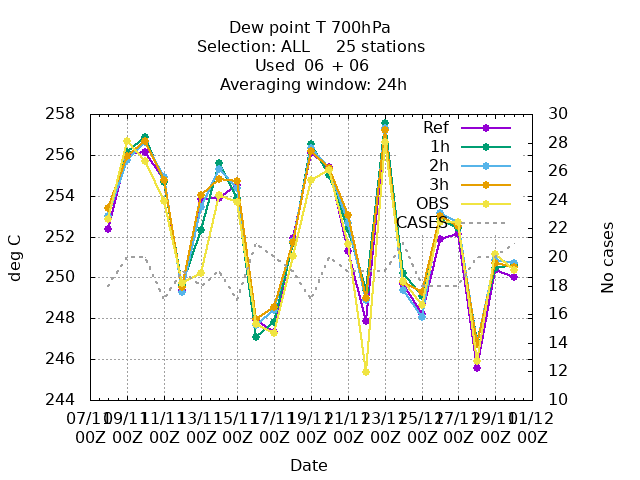 Dew point T 700hPa
Selection: ALL 25 stations
Used 06 + 06
Averaging window: 24h
258
256
254
252
250
248
246
244
deg C
30
28
26
24
22
20
18
16
14
12
10
No cases
Ref
1h
2h
3h
OBS
CASES
07/11 09/11 11/11 13/11 15/11 17/11 19/11 21/11 23/11 25/11 27/11 29/11 01/12
00Z 00Z 00Z 00Z 00Z 00Z 00Z 00Z 00Z 00Z 00Z 00Z 00Z
Date